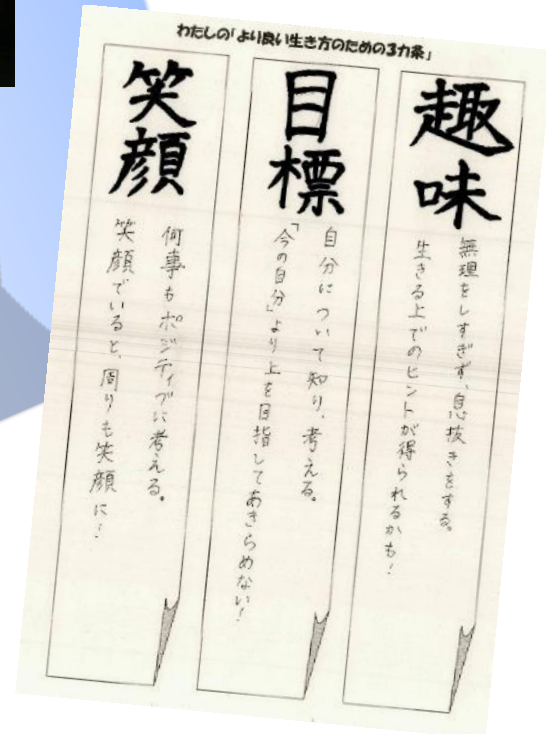 わたしの「より良い生き方のための3カ条」
趣味
無理をしすぎず、息抜きをする。
生きる上でのヒントが得られるかも!
目標
自分について知り、考える。
「今の自分」より上を目指してあきらめない!
笑顔
何事もポジティブに考える。
笑顔でいると、周りも笑顔に!